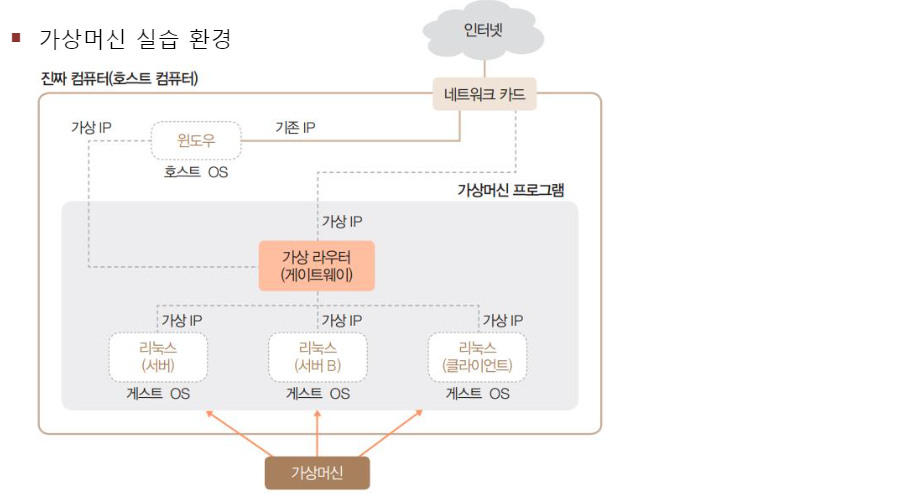 인터넷
■ 가상머신 실습 환경
진짜 컴퓨터(호스트 컴퓨터)
네트워크 카드
가상 IP
윈도우
기존 IP
호스트 OS
가상머신 프로그램
가상 IP
가상 라우터
(게이트웨이)
가상 IP
가상 IP
가상 IP
리눅스
(서버)
리눅스
(서버 B)
리눅스
(클라이언트)
게스트 OS
게스트 OS
게스트 OS
가상머신